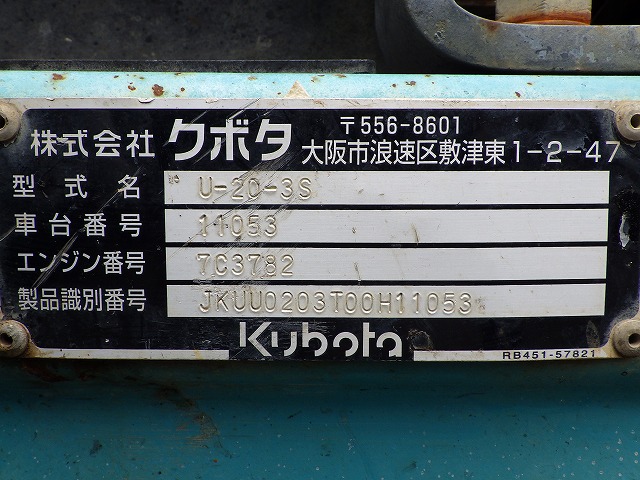 株式会社 クボタ 〒556-8601
大阪市浪速区敷津東1-2-47
型式名 U-20-3S
車台番号 11053
エンジン番号 7C3782
製品識別番号 JKUU0203T00H11053
Kubota
RB451-57821